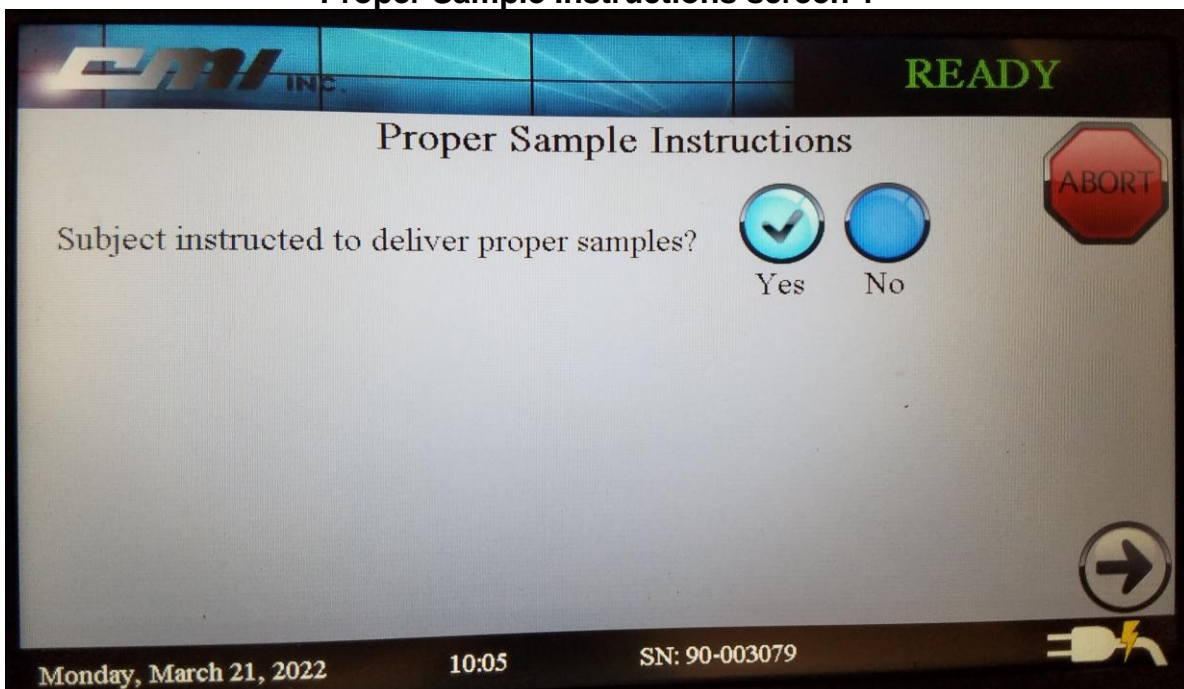 Proper Sample Instructions screen 1
CMI INC.
READY
Proper Sample Instructions
ABORT
Subject instructed to deliver proper samples?
Yes No
Monday, March 21, 2022 10:05 SN: 90-003079